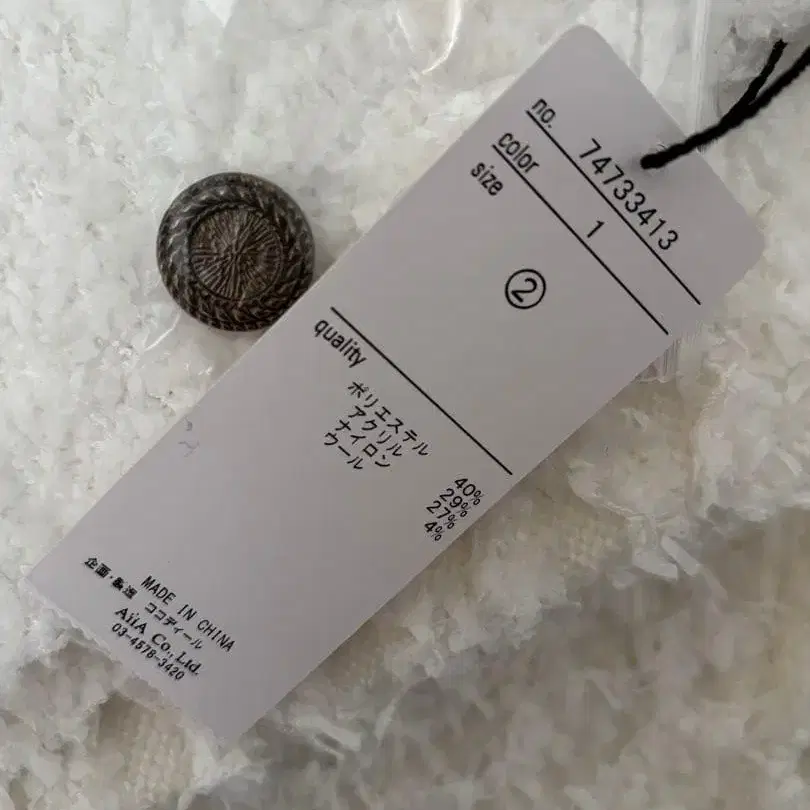 no. 74733413
color 1
size
②
quality
ポリエステル 40%
アクリル 29%
ナイロン 27%
ウール 4%
MADE IN CHINA
企画・製造 ココディール
AiiA Co., Ltd.
03-4578-3420